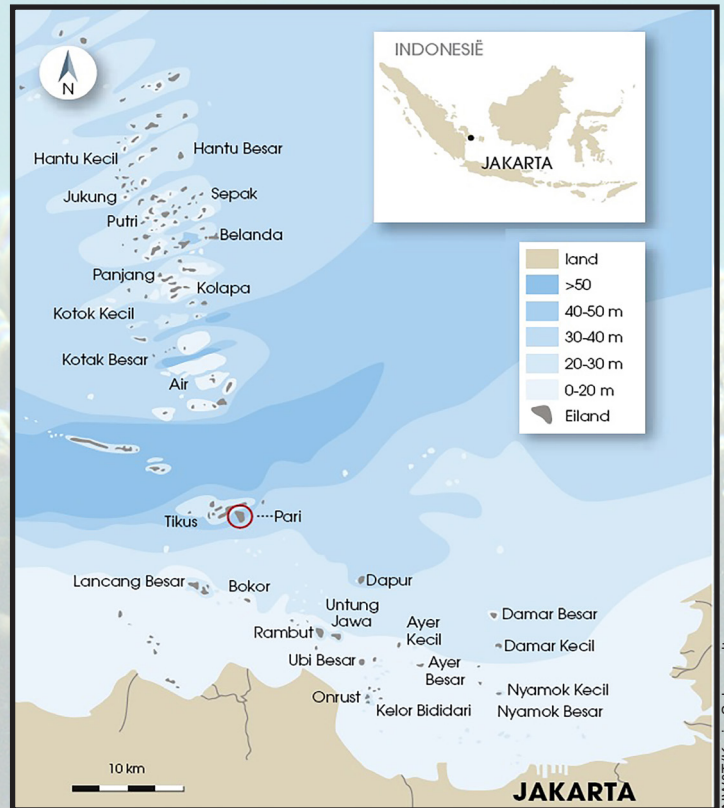 N
INDONESIË
JAKARTA
Hantu Kecil
Hantu Besar
Jukung
Sepak
Putri
Belanda
Panjang
Kolapa
Kotok Kecil
Kotak Besar
Air
land
>50
40-50 m
30-40 m
20-30 m
0-20 m
Eiland
Tikus
Pari
Lancang Besar
Bokor
Dapur
Untung
Jawa
Rambut
Ayer
Kecil
Damar Besar
Damar Kecil
Ubi Besar
Ayer
Besar
Onrust
Nyamok Kecil
Kelor Bididari
Nyamok Besar
10 km
JAKARTA